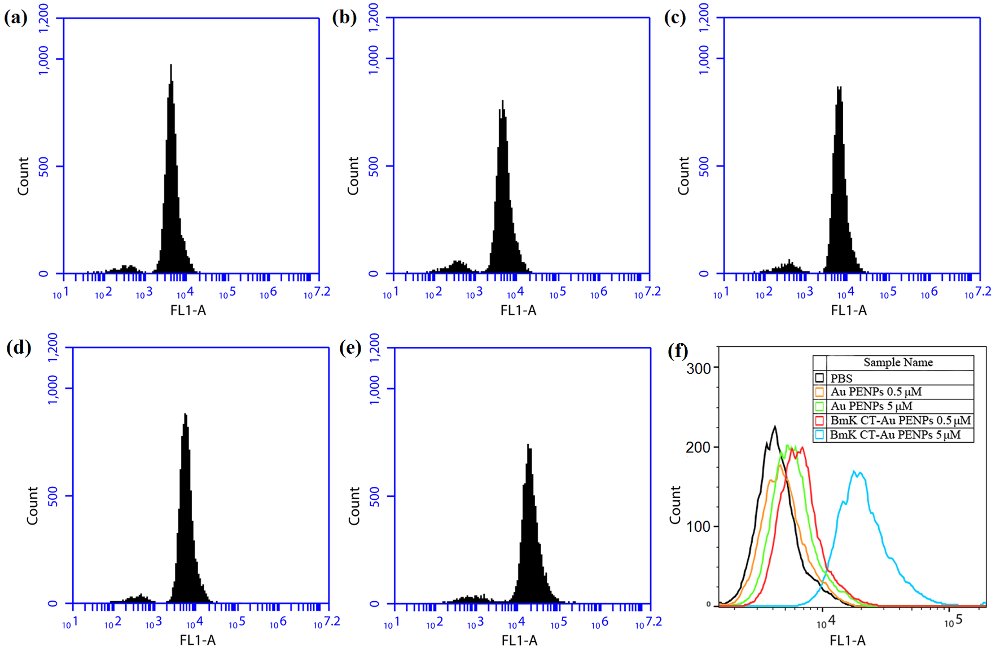 (a)
1,200
1,000
500
0
Count
10^1 10^2 10^3 10^4 10^5 10^6 10^7.2
FL1-A
(b)
1,200
1,000
500
0
Count
10^1 10^2 10^3 10^4 10^5 10^6 10^7.2
FL1-A
(c)
1,200
1,000
500
0
Count
10^1 10^2 10^3 10^4 10^5 10^6 10^7.2
FL1-A
(d)
1,200
1,000
500
0
Count
10^1 10^2 10^3 10^4 10^5 10^6 10^7.2
FL1-A
(e)
1,200
1,000
500
0
Count
10^1 10^2 10^3 10^4 10^5 10^6 10^7.2
FL1-A
(f)
300
200
100
0
Count
Sample Name
PBS
Au PENPs 0.5 μM
Au PENPs 5 μM
BmK CT-Au PENPs 0.5 μM
BmK CT-Au PENPs 5 μM
10^4 10^5
FL1-A